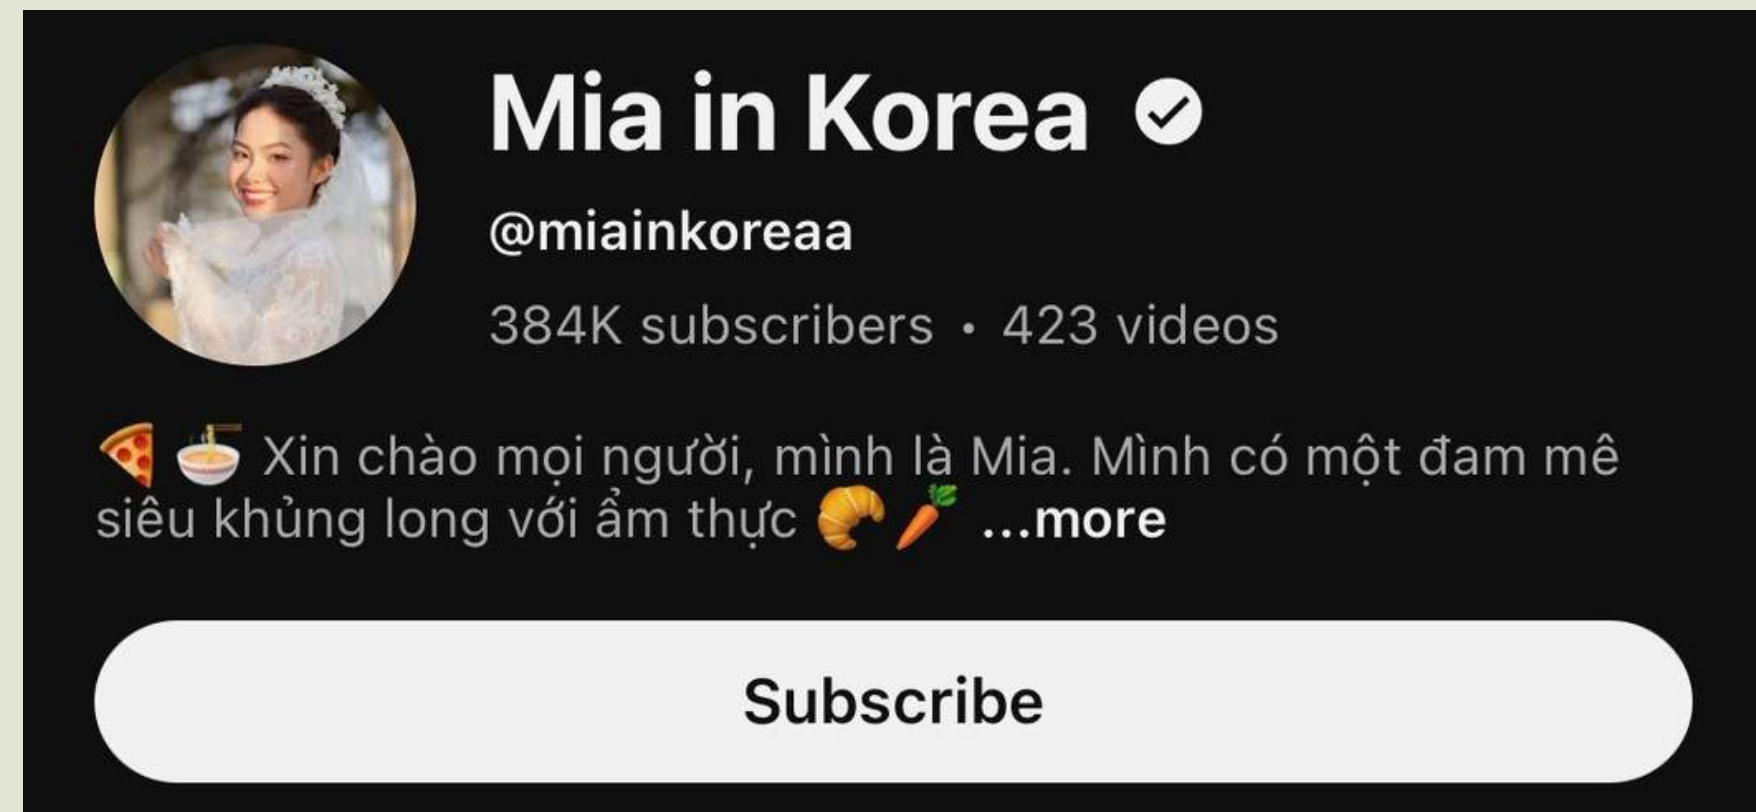 Mia in Korea
@miainkoreaa
384K subscribers • 423 videos
🍕🍜 Xin chào mọi người, mình là Mia. Mình có một đam mê
siêu khủng long với ẩm thực 🥐🥕 ...more
Subscribe